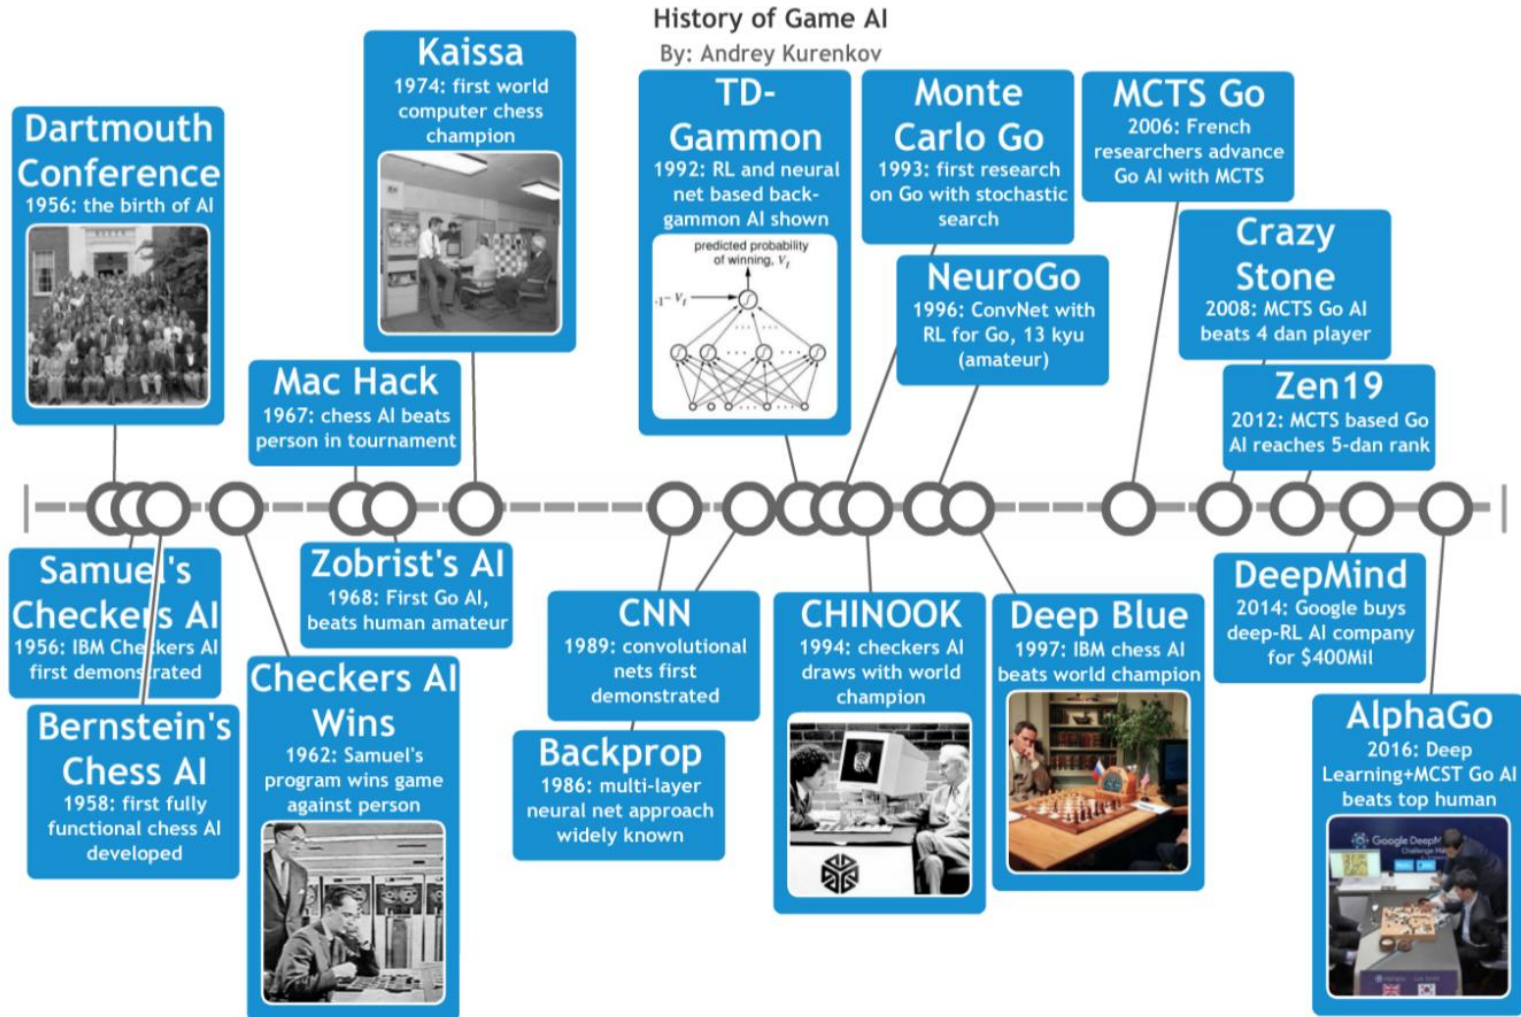 History of Game AI
By: Andrey Kurenkov
Dartmouth
Conference
1956: the birth of AI
Kaissa
1974: first world
computer chess
champion
Mac Hack
1967: chess AI beats
person in tournament
TD-
Gammon
1992: RL and neural
net based back-
gammon AI shown
predicted probability
of winning, Vt
Monte
Carlo Go
1993: first research
on Go with stochastic
search
NeuroGo
1996: ConvNet with
RL for Go, 13 kyu
(amateur)
MCTS Go
2006: French
researchers advance
Go AI with MCTS
Crazy
Stone
2008: MCTS Go AI
beats 4 dan player
Zen19
2012: MCTS based Go
AI reaches 5-dan rank
Samuel's
Checkers AI
1956: IBM Checkers AI
first demonstrated
Bernstein's
Chess AI
1958: first fully
functional chess AI
developed
Checkers AI
Wins
1962: Samuel's
program wins game
against person
Zobrist's AI
1968: First Go AI,
beats human amateur
CNN
1989: convolutional
nets first
demonstrated
Backprop
1986: multi-layer
neural net approach
widely known
CHINOOK
1994: checkers AI
draws with world
champion
Deep Blue
1997: IBM chess AI
beats world champion
DeepMind
2014: Google buys
deep-RL AI company
for $400Mil
AlphaGo
2016: Deep
Learning+MCST Go AI
beats top human
Google DeepM